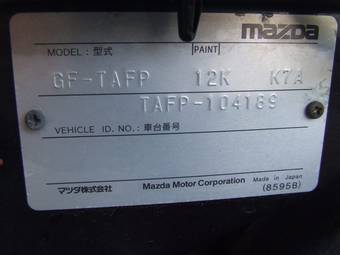 mazda
MODEL: 型式 PAINT
GF-TAFP 12K K7A
TAFP-104189
VEHICLE ID. NO.: 車台番号
マツダ株式会社 Mazda Motor Corporation Made in Japan
(8595B)